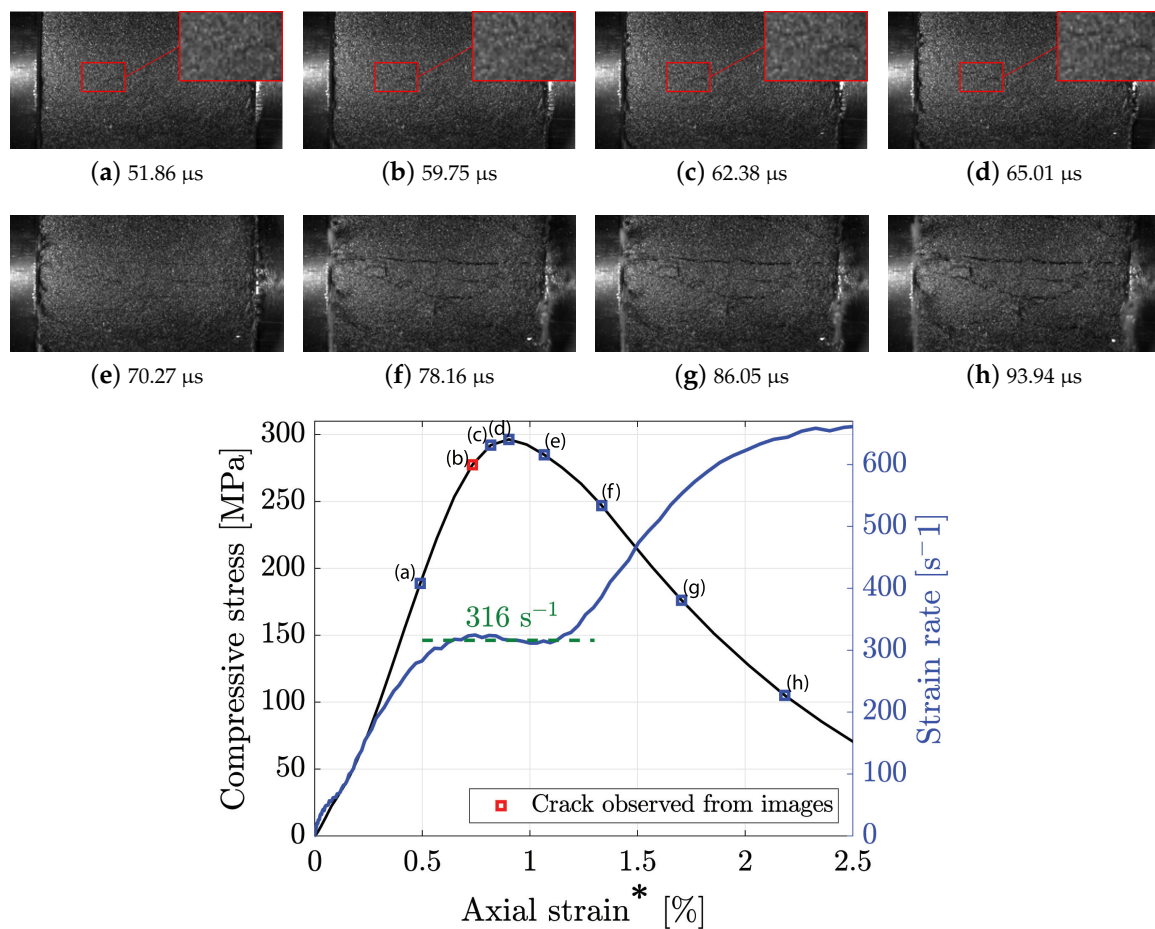 (a) 51.86 µs
(b) 59.75 µs
(c) 62.38 µs
(d) 65.01 µs
(e) 70.27 µs
(f) 78.16 µs
(g) 86.05 µs
(h) 93.94 µs
Compressive stress [MPa]
300
250
200
150
100
50
0
(a)
(b)
(c)
(d)
(e)
(f)
(g)
(h)
316 s⁻¹
Crack observed from images
600
500
400
300
200
100
0
Strain rate [s−1]
0
0.5
1
1.5
2
2.5
Axial strain* [%]